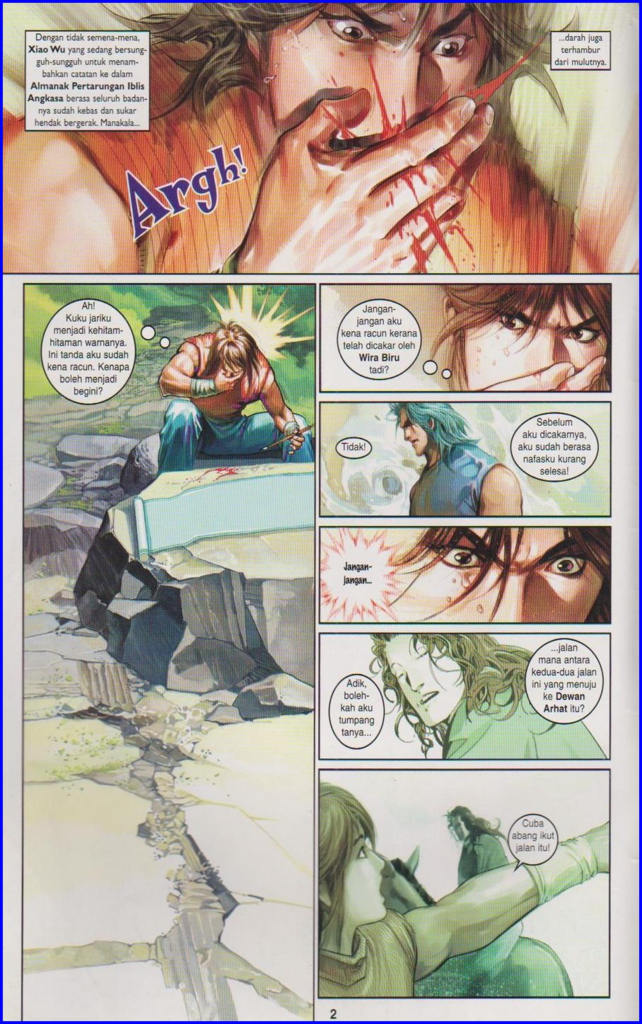 Dengan tidak semena-mena,
Xiao Wu yang sedang bersung-
guh-sungguh untuk menam-
bahkan catatan ke dalam
Almanak Pertarungan Iblis
Angkasa berasa seluruh badan-
nya sudah kebas dan sukar
hendak bergerak. Manakala...
...darah juga
terhambur
dari mulutnya.
Argh!
Ah!
Kuku jariku
menjadi kehitam-
hitaman warnanya.
Ini tanda aku sudah
kena racun. Kenapa
boleh menjadi
begini?
Jangan-
jangan aku
kena racun kerana
telah dicakar oleh
Wira Biru
tadi?
Tidak!
Sebelum
aku dicakarnya,
aku sudah berasa
nafasku kurang
selesa!
Jangan-
jangan...
Adik,
boleh-
kah aku
tumpang
tanya...
...jalan
mana antara
kedua-dua jalan
ini yang menuju
ke Dewan
Arhat itu?
Cuba
abang ikut
jalan itu!
2